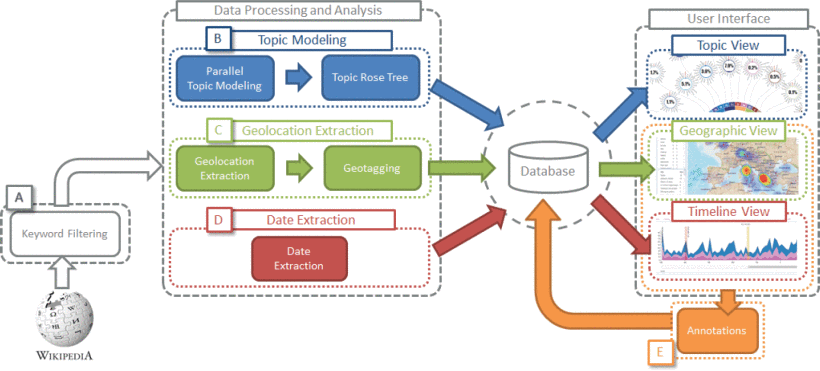 Data Processing and Analysis
B
Topic Modeling
Parallel
Topic Modeling
Topic Rose Tree
C
Geolocation Extraction
Geolocation
Extraction
Geotagging
D
Date Extraction
Date
Extraction
A
Keyword Filtering
WIKIPEDIA
Database
User Interface
Topic View
Geographic View
Timeline View
Annotations
E